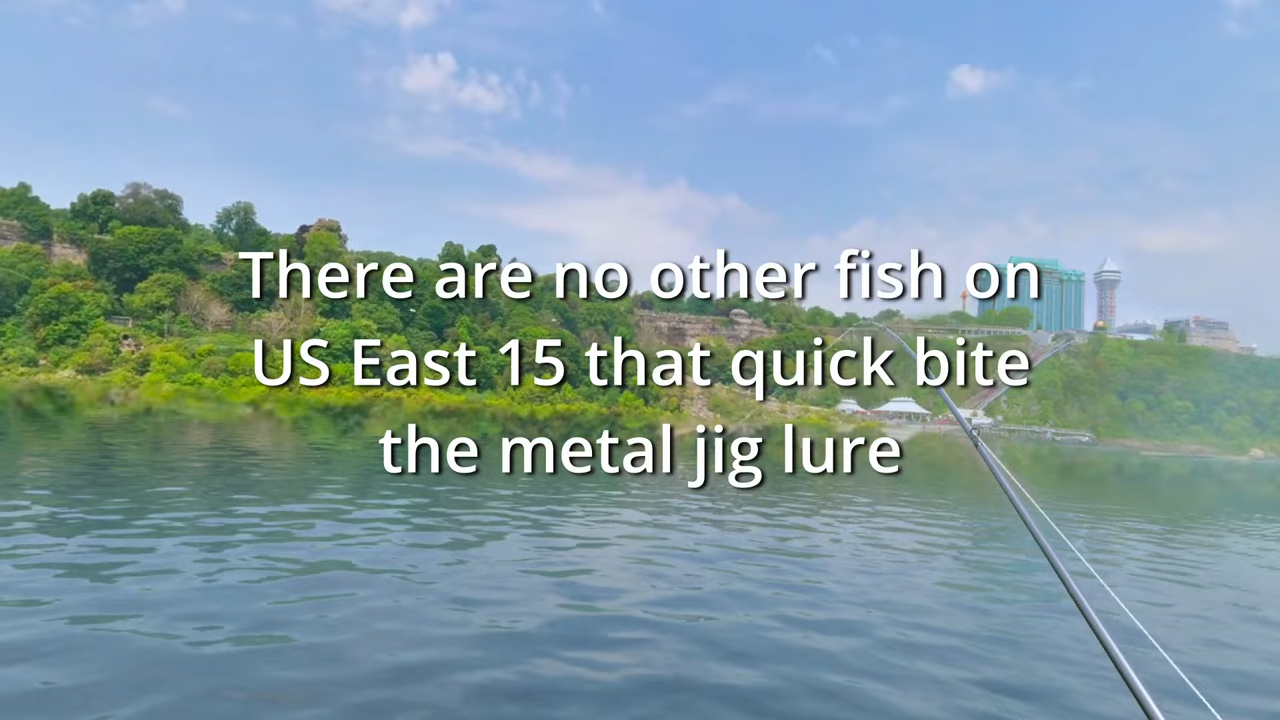 There are no other fish on
US East 15 that quick bite
the metal jig lure